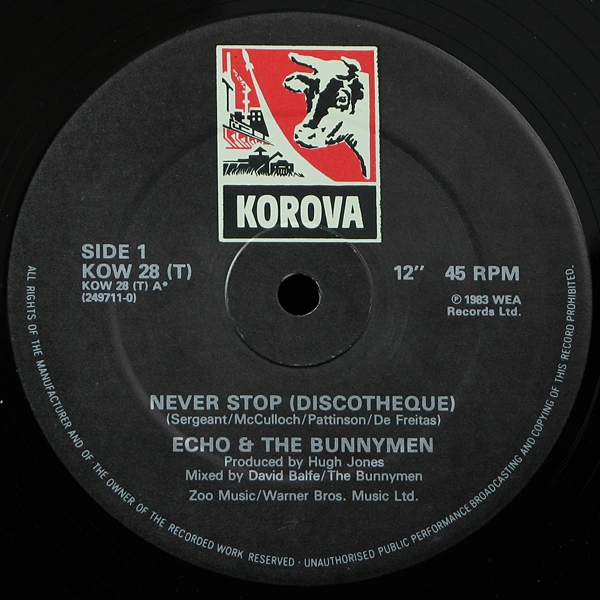 KOROVA
SIDE 1
KOW 28 (T)
KOW 28 (T) A*
(249711-0)
12" 45 RPM
℗ 1983 WEA
Records Ltd.
NEVER STOP (DISCOTHEQUE)
(Sergeant/McCulloch/Pattinson/De Freitas)
ECHO & THE BUNNYMEN
Produced by Hugh Jones
Mixed by David Balfe/The Bunnymen
Zoo Music/Warner Bros. Music Ltd.
ALL RIGHTS OF THE MANUFACTURER AND OF THE OWNER OF THE RECORDED WORK RESERVED · UNAUTHORISED PUBLIC PERFORMANCE BROADCASTING AND COPYING OF THIS RECORD PROHIBITED.